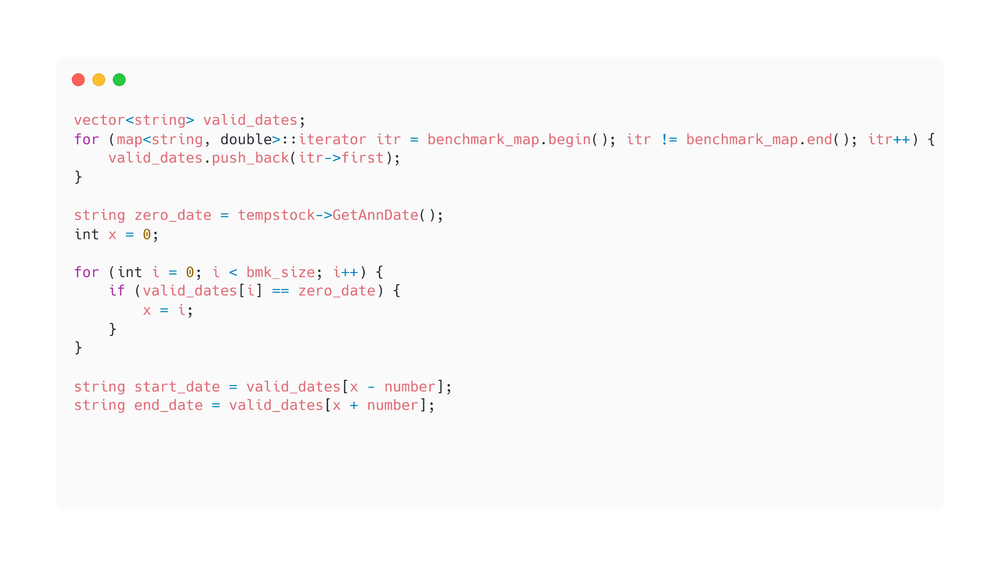 vector<string> valid_dates;
for (map<string, double>::iterator itr = benchmark_map.begin(); itr != benchmark_map.end(); itr++) {
    valid_dates.push_back(itr->first);
}
string zero_date = tempstock->GetAnnDate();
int x = 0;
for (int i = 0; i < bmk_size; i++) {
    if (valid_dates[i] == zero_date) {
        x = i;
    }
}
string start_date = valid_dates[x - number];
string end_date = valid_dates[x + number];